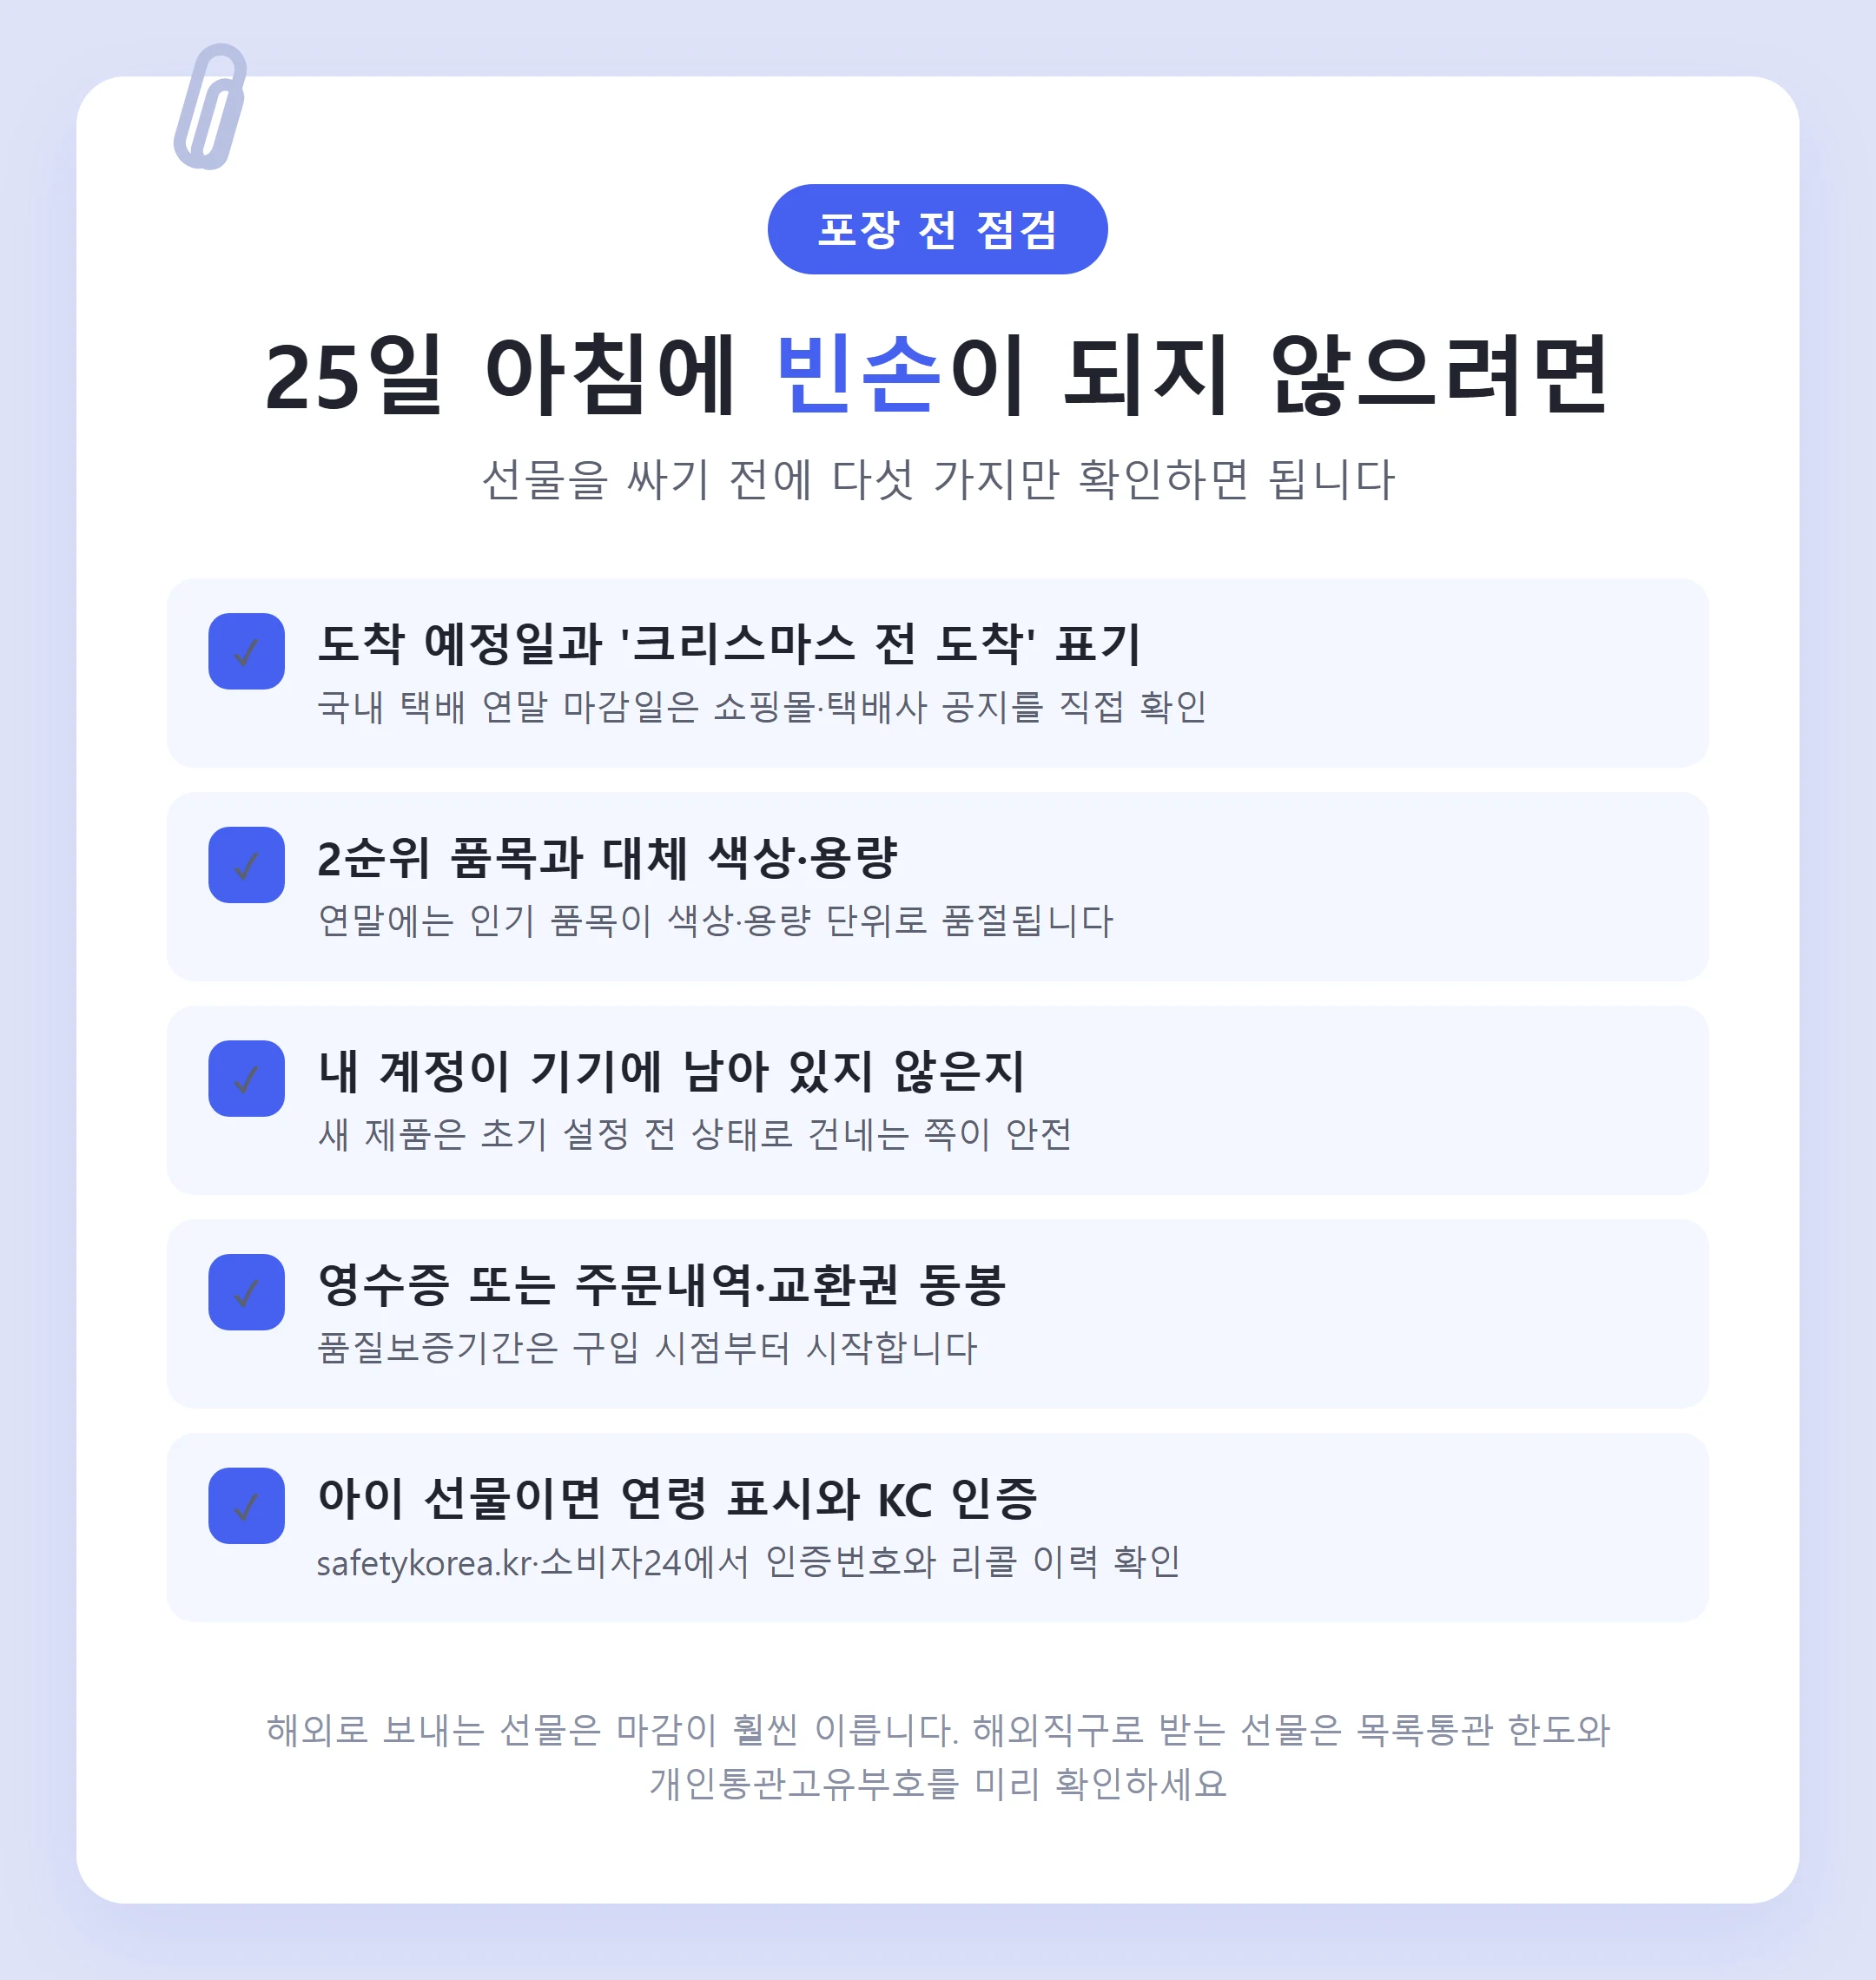 포장 전 점검
25일 아침에 빈손이 되지 않으려면
선물을 싸기 전에 다섯 가지만 확인하면 됩니다
도착 예정일과 '크리스마스 전 도착' 표기
국내 택배 연말 마감일은 쇼핑몰·택배사 공지를 직접 확인
2순위 품목과 대체 색상·용량
연말에는 인기 품목이 색상·용량 단위로 품절됩니다
내 계정이 기기에 남아 있지 않은지
새 제품은 초기 설정 전 상태로 건네는 쪽이 안전
영수증 또는 주문내역·교환권 동봉
품질보증기간은 구입 시점부터 시작합니다
아이 선물이면 연령 표시와 KC 인증
safetykorea.kr·소비자24에서 인증번호와 리콜 이력 확인
해외로 보내는 선물은 마감이 훨씬 이릅니다. 해외직구로 받는 선물은 목록통관 한도와
개인통관고유부호를 미리 확인하세요